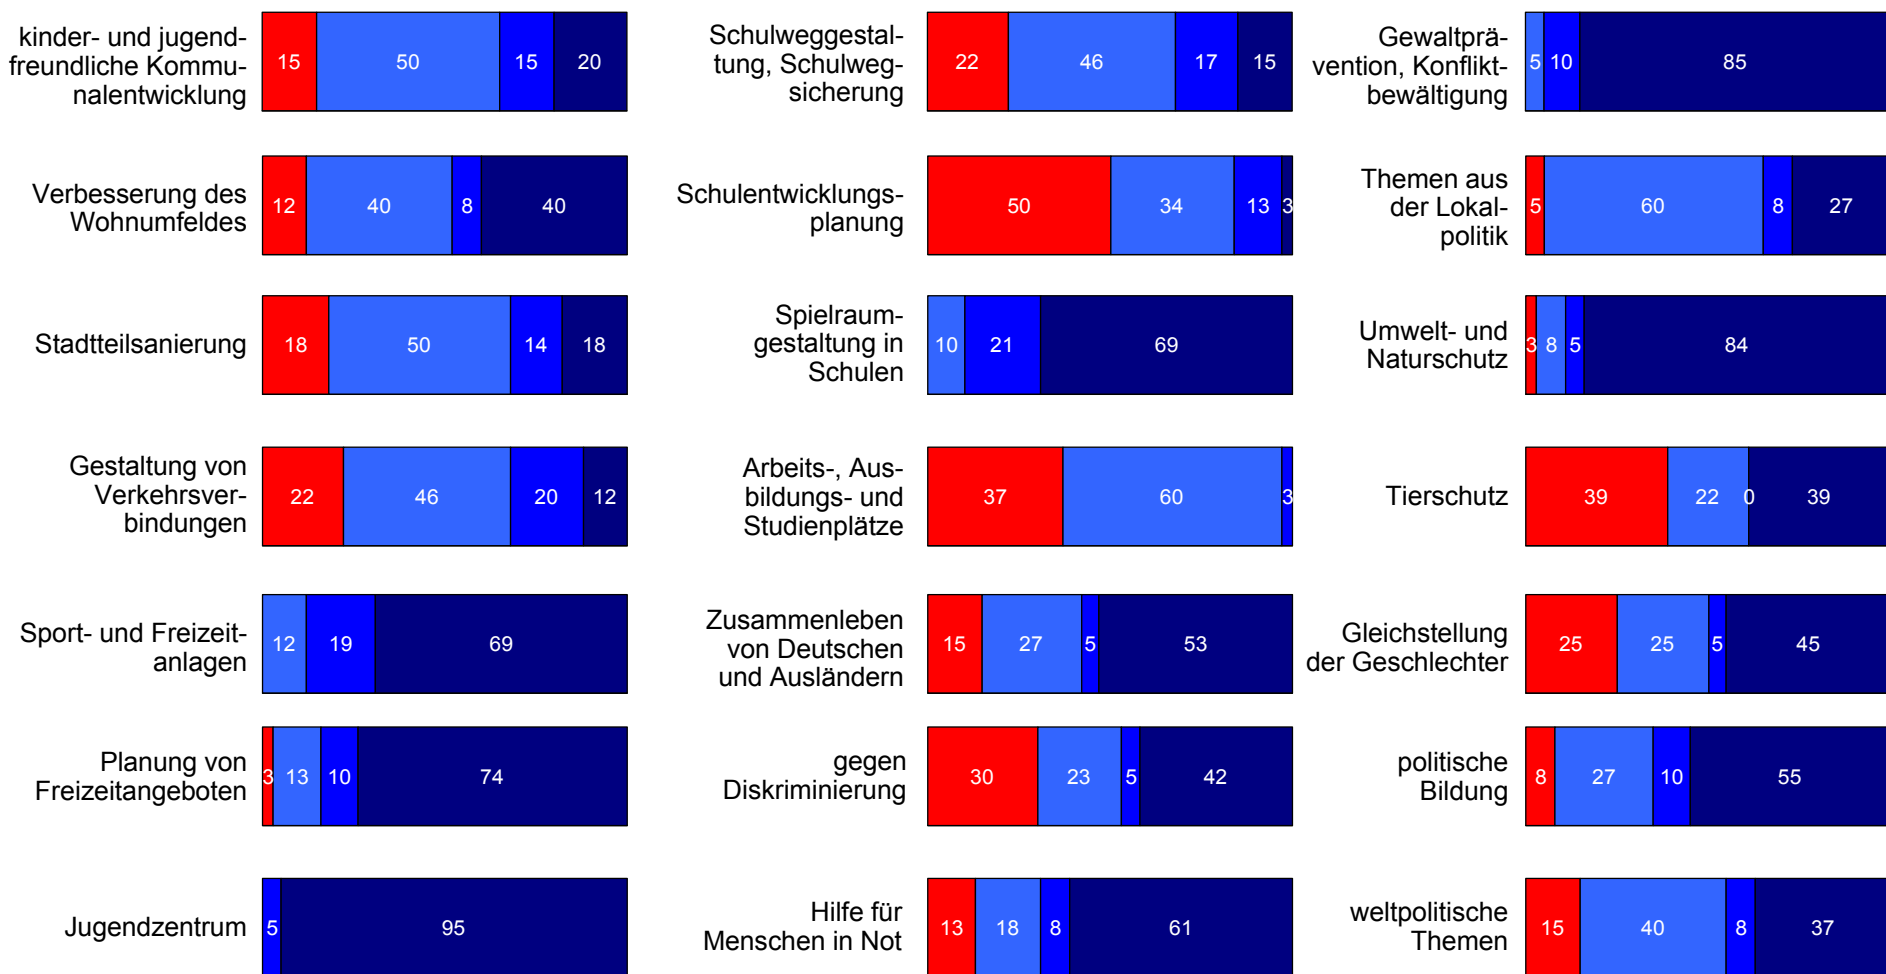 kinder- und jugend-
freundliche Kommu-
nalentwicklung
15 50 15 20
Verbesserung des
Wohnumfeldes
12 40 8 40
Stadtteilsanierung
18 50 14 18
Gestaltung von
Verkehrsver-
bindungen
22 46 20 12
Sport- und Freizeit-
anlagen
12 19 69
Planung von
Freizeitangeboten
3 13 10 74
Jugendzentrum
5 95
Schulweggestal-
tung, Schulweg-
sicherung
22 46 17 15
Schulentwicklungs-
planung
50 34 13 3
Spielraum-
gestaltung in
Schulen
10 21 69
Arbeits-, Aus-
bildungs- und
Studienplätze
37 60 3
Zusammenleben
von Deutschen
und Ausländern
15 27 5 53
gegen
Diskriminierung
30 23 5 42
Hilfe für
Menschen in Not
13 18 8 61
Gewaltprä-
vention, Konflikt-
bewältigung
5 10 85
Themen aus
der Lokal-
politik
5 60 8 27
Umwelt- und
Naturschutz
3 8 5 84
Tierschutz
39 22 0 39
Gleichstellung
der Geschlechter
25 25 5 45
politische
Bildung
8 27 10 55
weltpolitische
Themen
15 40 8 37